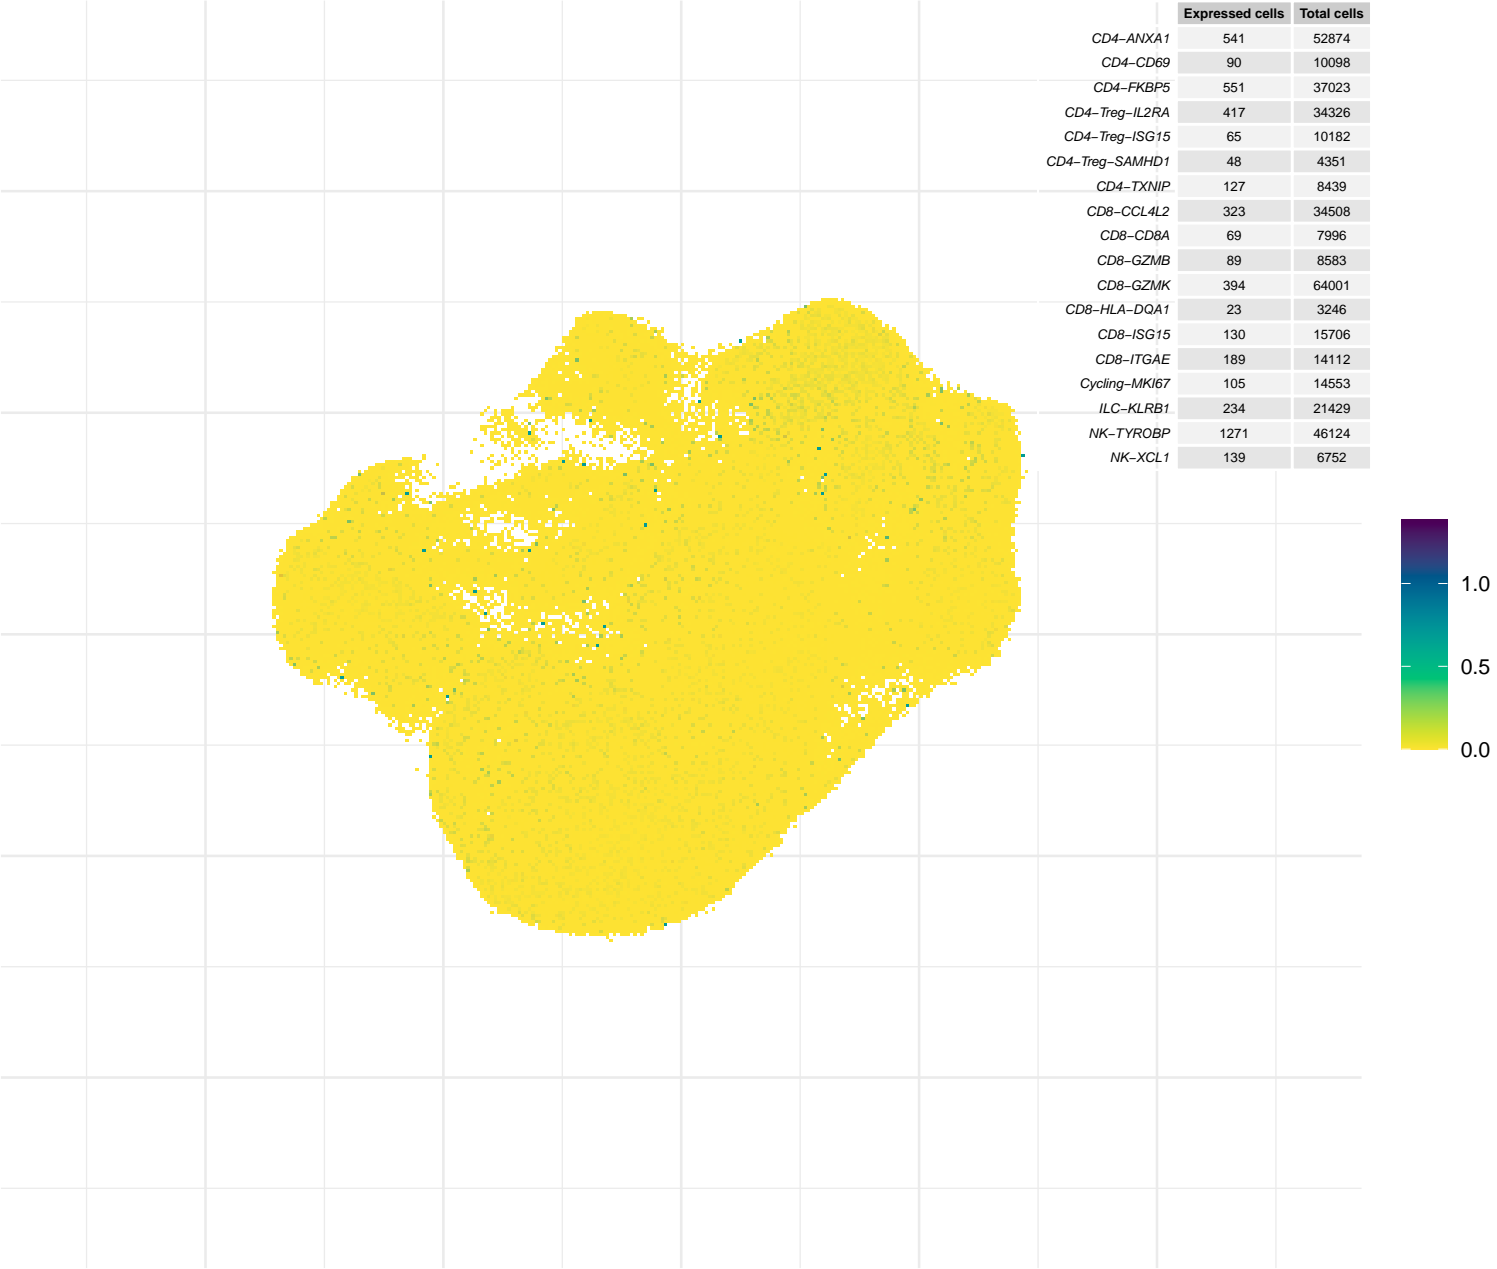 Expressed cells Total cells
CD4−ANXA1 541 52874
CD4−CD69 90 10098
CD4−FKBP5 551 37023
CD4−Treg−IL2RA 417 34326
CD4−Treg−ISG15 65 10182
CD4−Treg−SAMHD1 48 4351
CD4−TXNIP 127 8439
CD8−CCL4L2 323 34508
CD8−CD8A 69 7996
CD8−GZMB 89 8583
CD8−GZMK 394 64001
CD8−HLA−DQA1 23 3246
CD8−ISG15 130 15706
CD8−ITGAE 189 14112
Cycling−MKI67 105 14553
ILC−KLRB1 234 21429
NK−TYROBP 1271 46124
NK−XCL1 139 6752
1.0
0.5
0.0